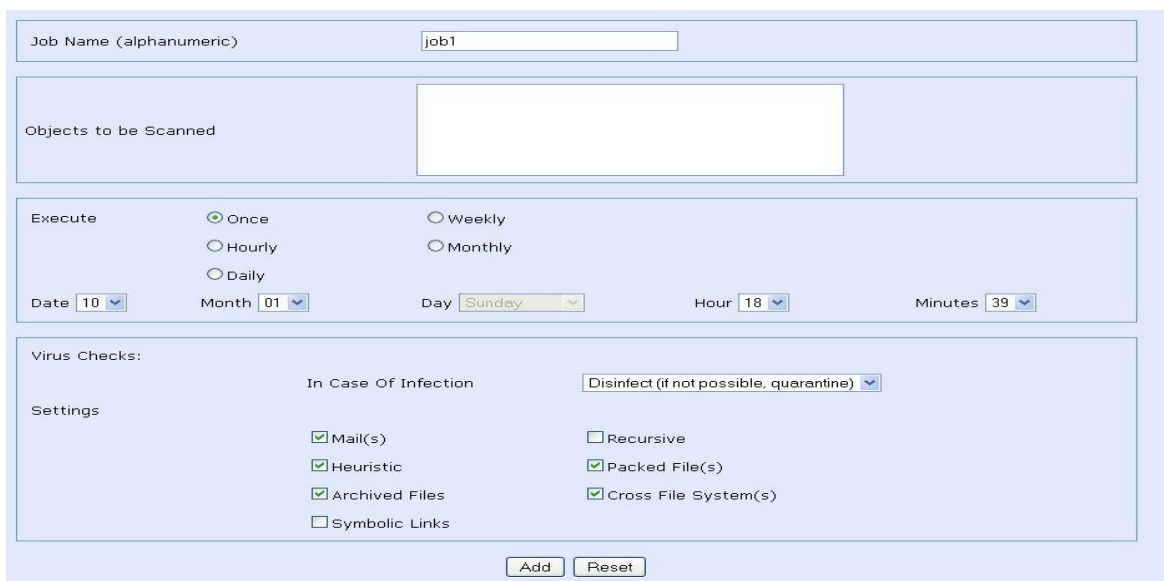 Job Name (alphanumeric) job1
Objects to be Scanned
Execute Once Weekly
Hourly Monthly
Daily
Date 10 Month 01 Day Sunday Hour 18 Minutes 39
Virus Checks:
In Case Of Infection Disinfect (if not possible, quarantine)
Settings
Mail(s) Recursive
Heuristic Packed File(s)
Archived Files Cross File System(s)
Symbolic Links
Add Reset